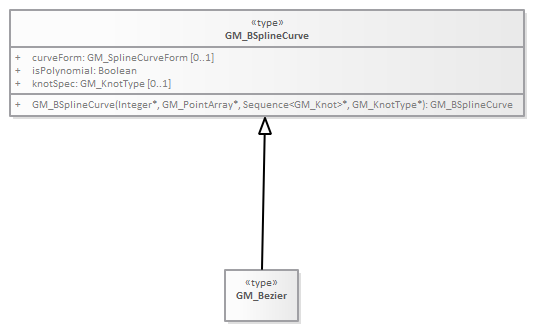 «type»
GM_BSplineCurve
+ curveForm: GM_SplineCurveForm [0..1]
+ isPolynomial: Boolean
+ knotSpec: GM_KnotType [0..1]
+ GM_BSplineCurve(Integer*, GM_PointArray*, Sequence<GM_Knot>*, GM_KnotType*): GM_BSplineCurve
«type»
GM_Bezier